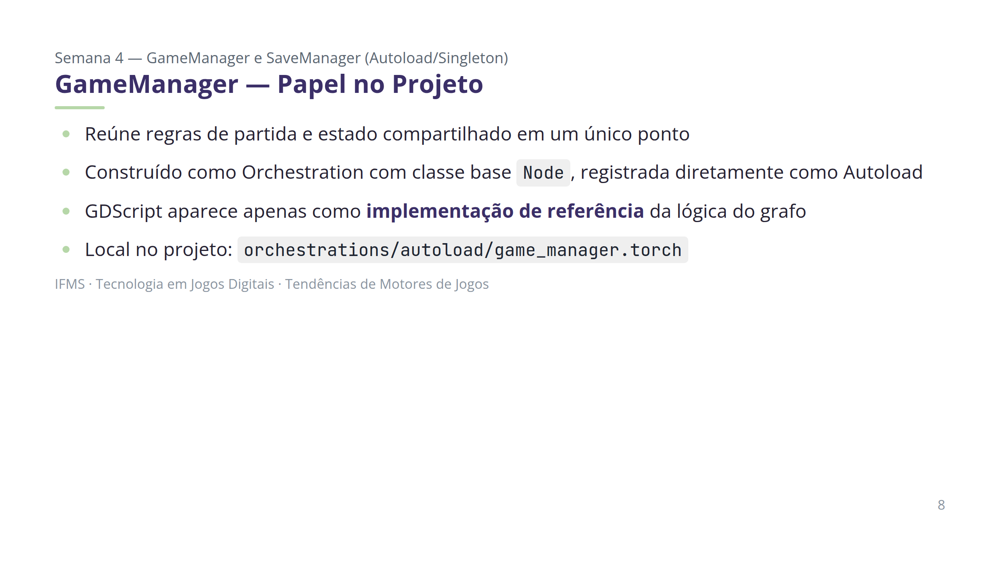 Semana 4 — GameManager e SaveManager (Autoload/Singleton)
GameManager — Papel no Projeto
Reúne regras de partida e estado compartilhado em um único ponto
Construído como Orchestration com classe base Node, registrada diretamente como Autoload
GDScript aparece apenas como implementação de referência da lógica do grafo
Local no projeto: orchestrations/autoload/game_manager.torch
IFMS · Tecnologia em Jogos Digitais · Tendências de Motores de Jogos
8